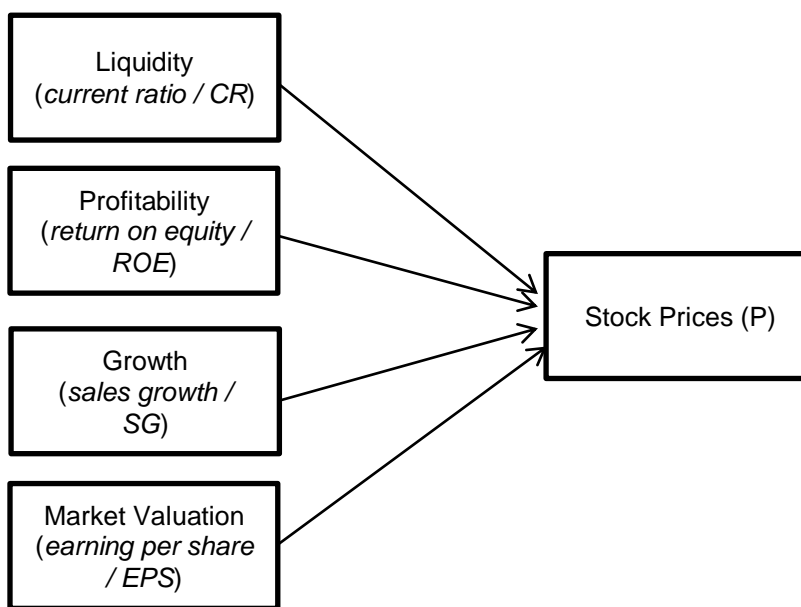 Liquidity
(current ratio / CR)
Profitability
(return on equity /
ROE)
Stock Prices (P)
Growth
(sales growth /
SG)
Market Valuation
(earning per share
/ EPS)